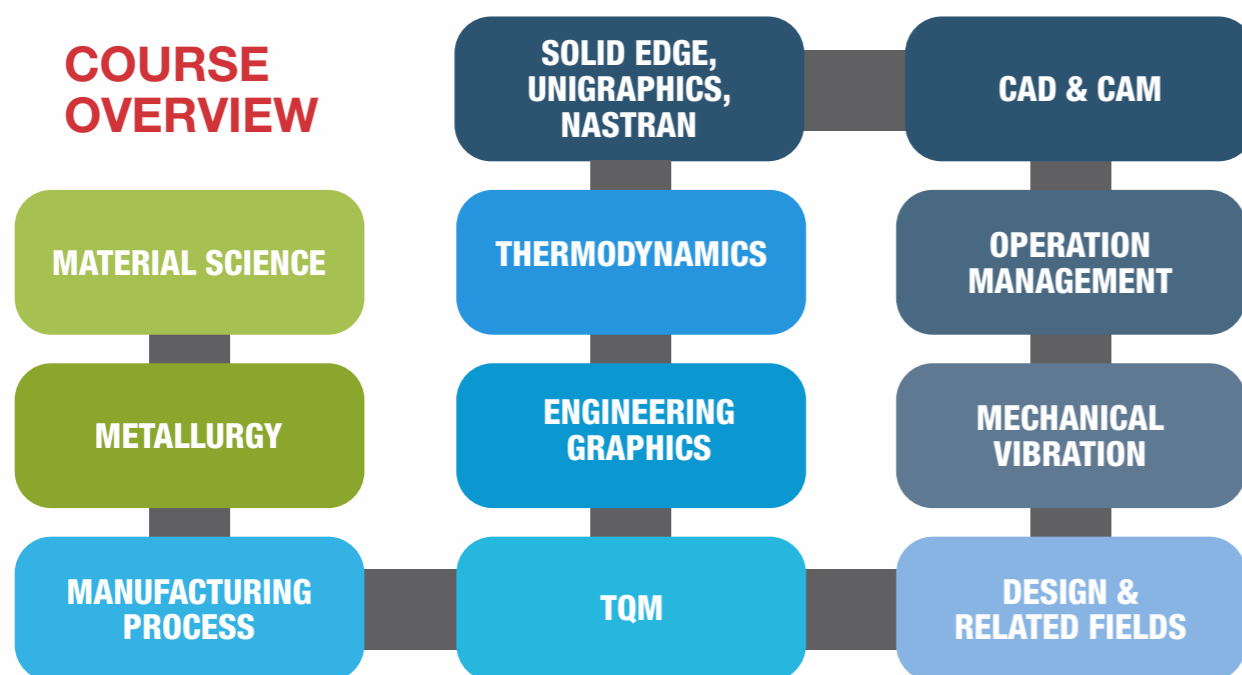 COURSE
OVERVIEW
SOLID EDGE,
UNIGRAPHICS,
NASTRAN
CAD & CAM
MATERIAL SCIENCE
THERMODYNAMICS
OPERATION
MANAGEMENT
METALLURGY
ENGINEERING
GRAPHICS
MECHANICAL
VIBRATION
MANUFACTURING
PROCESS
TQM
DESIGN &
RELATED FIELDS